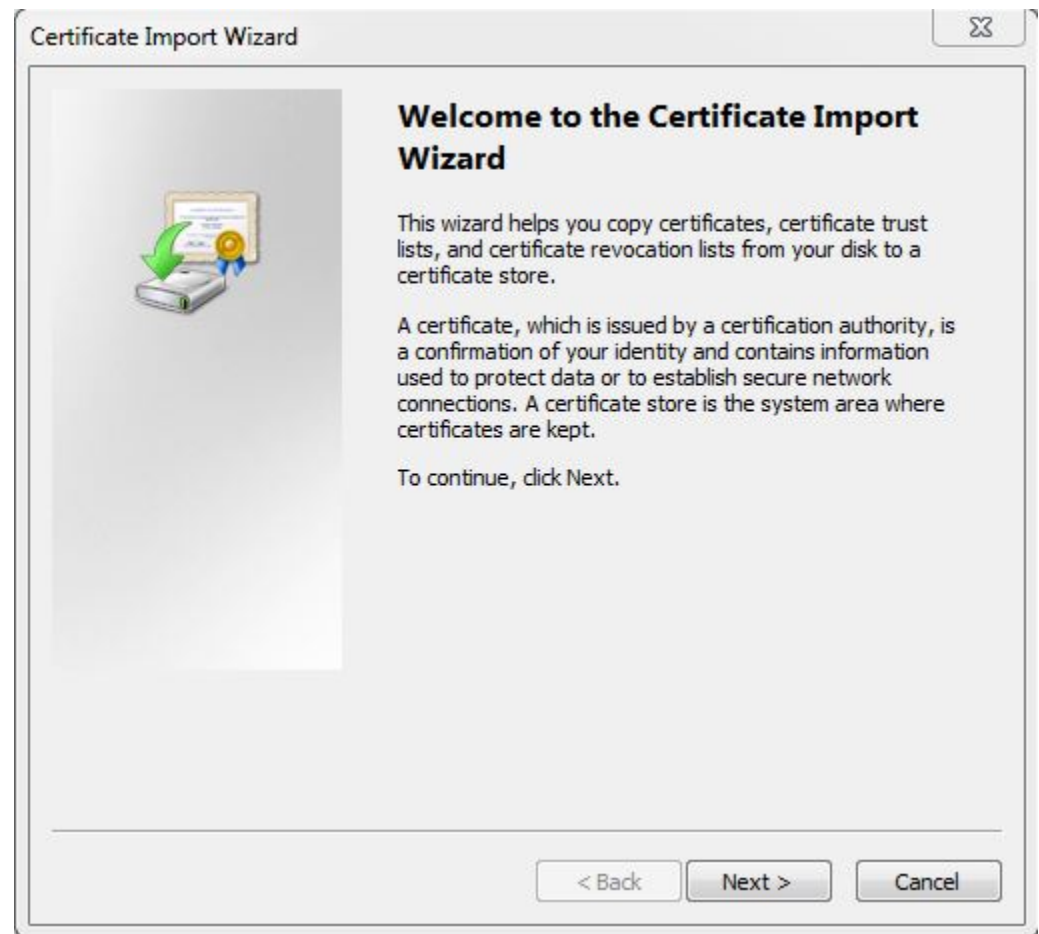 Certificate Import Wizard
Welcome to the Certificate Import
Wizard
This wizard helps you copy certificates, certificate trust
lists, and certificate revocation lists from your disk to a
certificate store.
A certificate, which is issued by a certification authority, is
a confirmation of your identity and contains information
used to protect data or to establish secure network
connections. A certificate store is the system area where
certificates are kept.
To continue, click Next.
< Back
Next >
Cancel